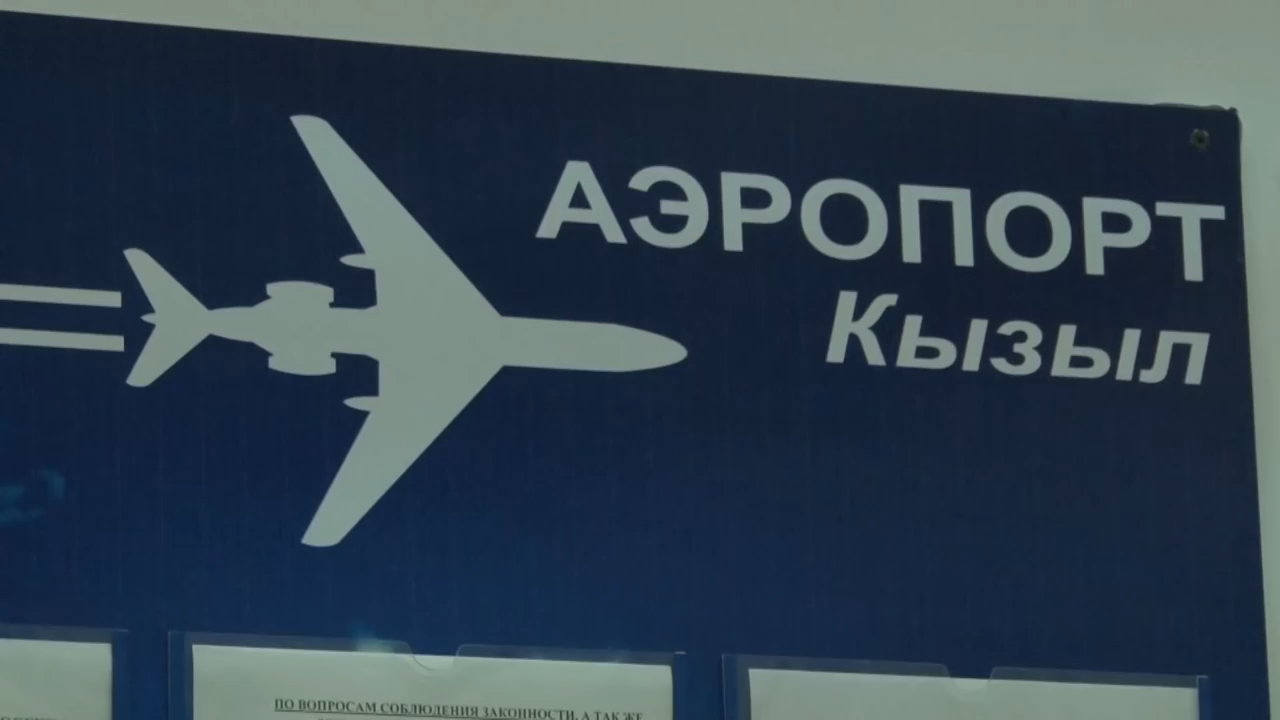 АЭРОПОРТ
Кызыл
ПО ВОПРОСАМ СОБЛЮДЕНИЯ ЗАКОННОСТИ, А ТАК ЖЕ